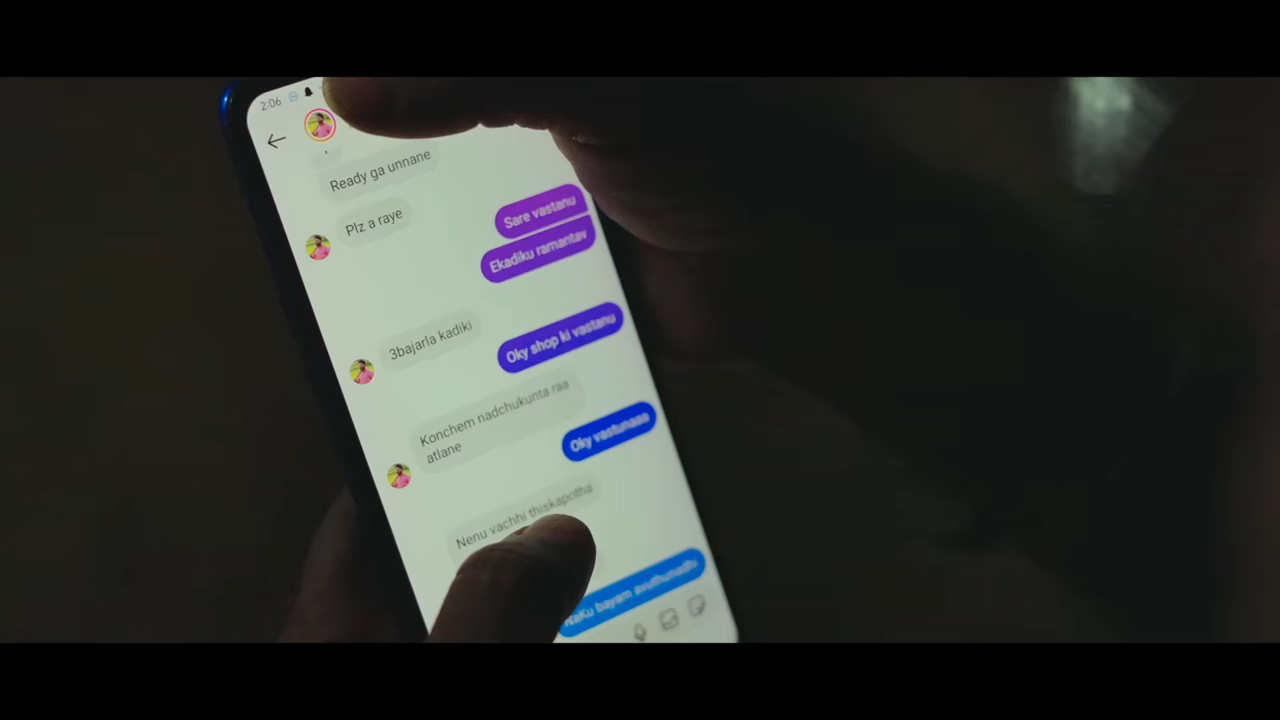 2:06
Ready ga unnane
Plz a raye
Sare vastanu
Ekadiku ramantav
3bajarla kadiki
Oky shop ki vastanu
Konchem nadchukunta raa
atlane
Oky vastunaaa
Nenu vachhi thiskapotha
NaKu bayam avuthunadhi